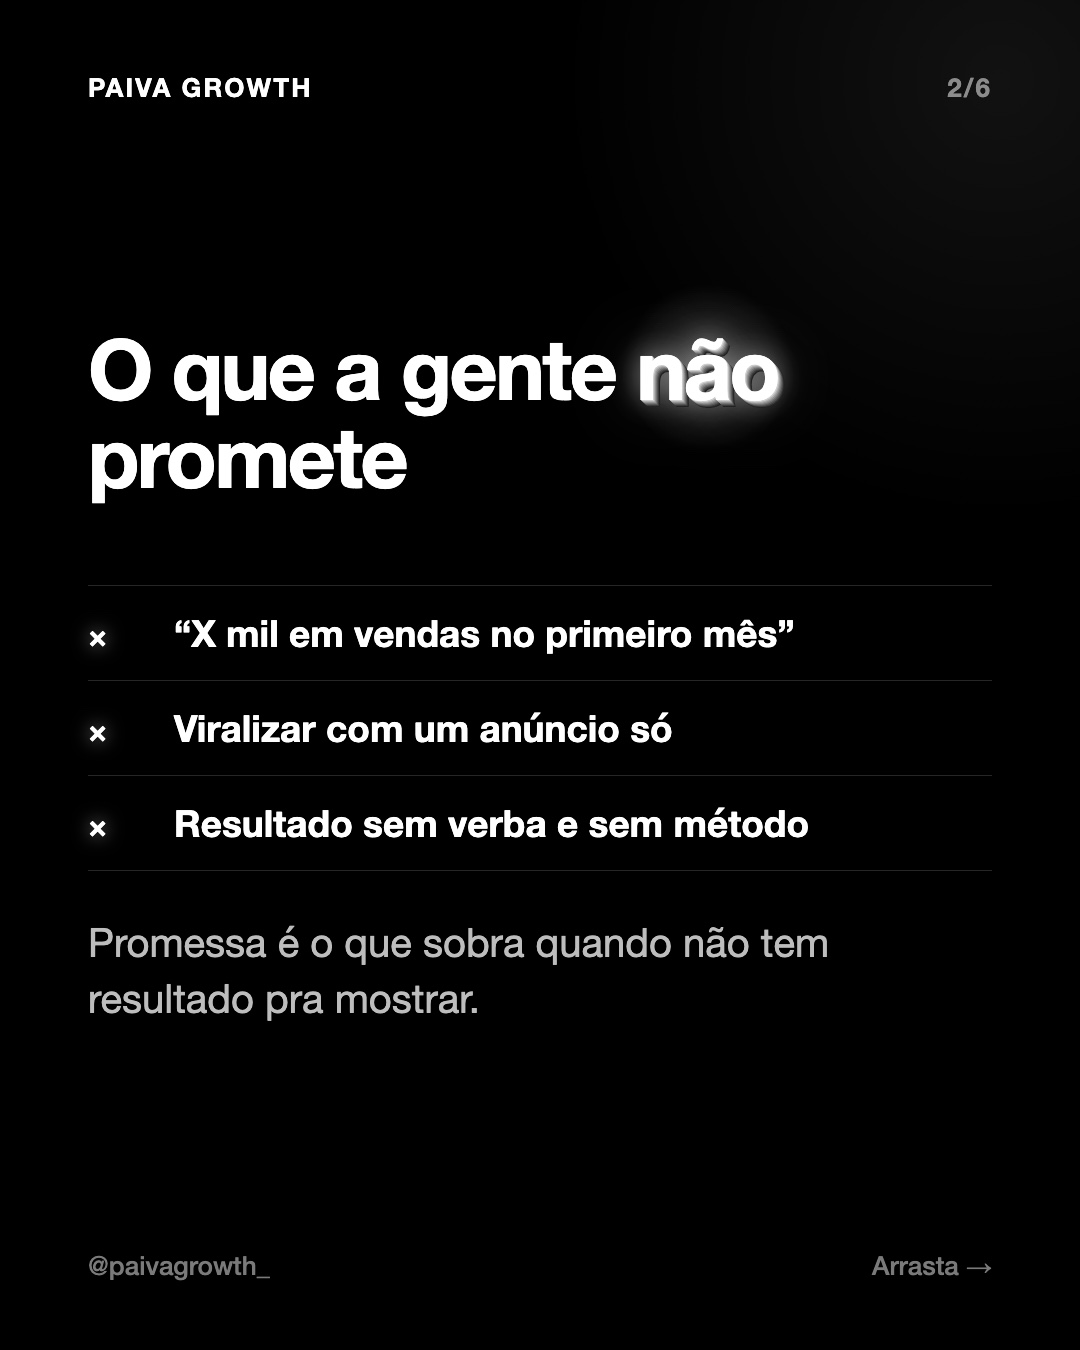 PAIVA GROWTH
2/6
O que a gente não
promete
× “X mil em vendas no primeiro mês”
× Viralizar com um anúncio só
× Resultado sem verba e sem método
Promessa é o que sobra quando não tem
resultado pra mostrar.
@paivagrowth_
Arrasta →